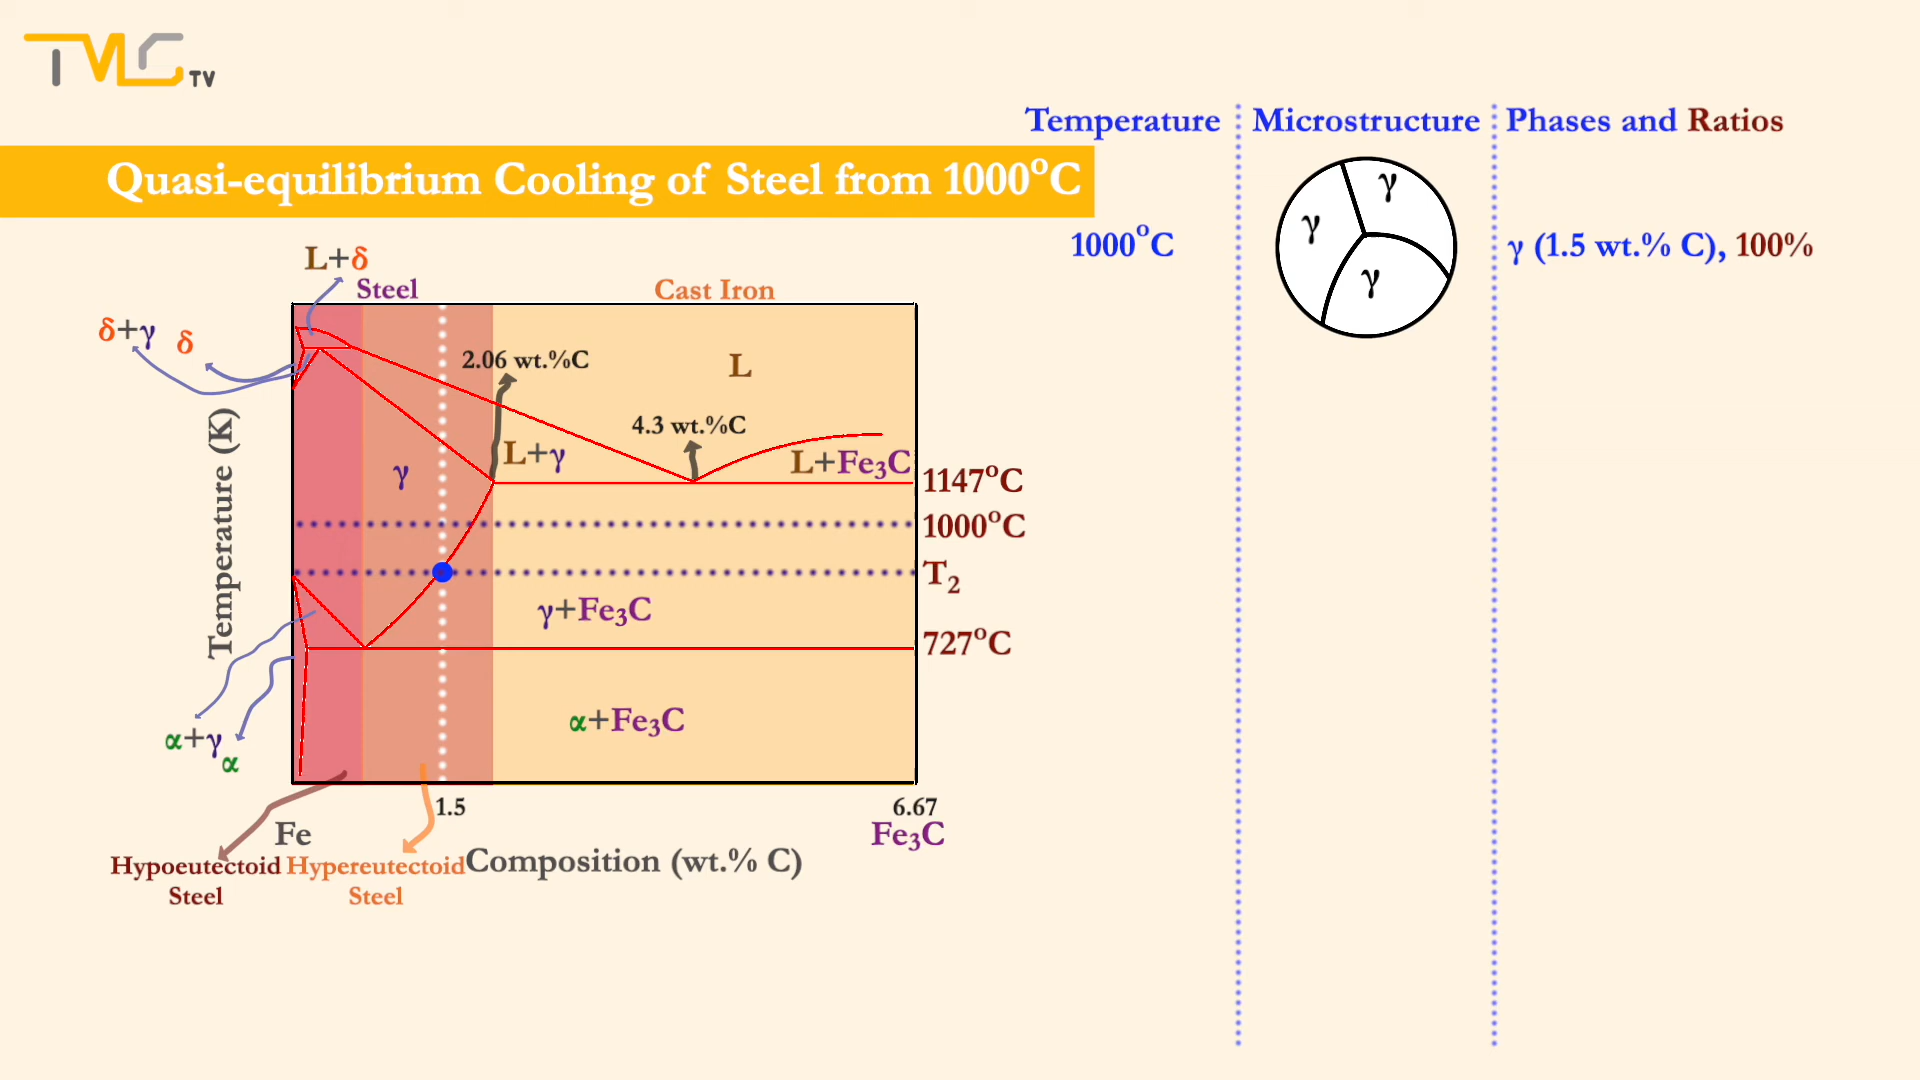 TMC TV
Temperature
Microstructure
Phases and Ratios
Quasi-equilibrium Cooling of Steel from 1000°C
1000°C
γ
γ
γ
γ (1.5 wt.% C), 100%
L+δ
Steel
Cast Iron
δ+γ
δ
2.06 wt.%C
L
4.3 wt.%C
L+γ
L+Fe₃C
γ
1147°C
1000°C
T₂
γ+Fe₃C
727°C
Temperature (K)
α+γ
α
α+Fe₃C
1.5
6.67
Fe
Fe₃C
Composition (wt.% C)
Hypoeutectoid
Steel
Hypereutectoid
Steel